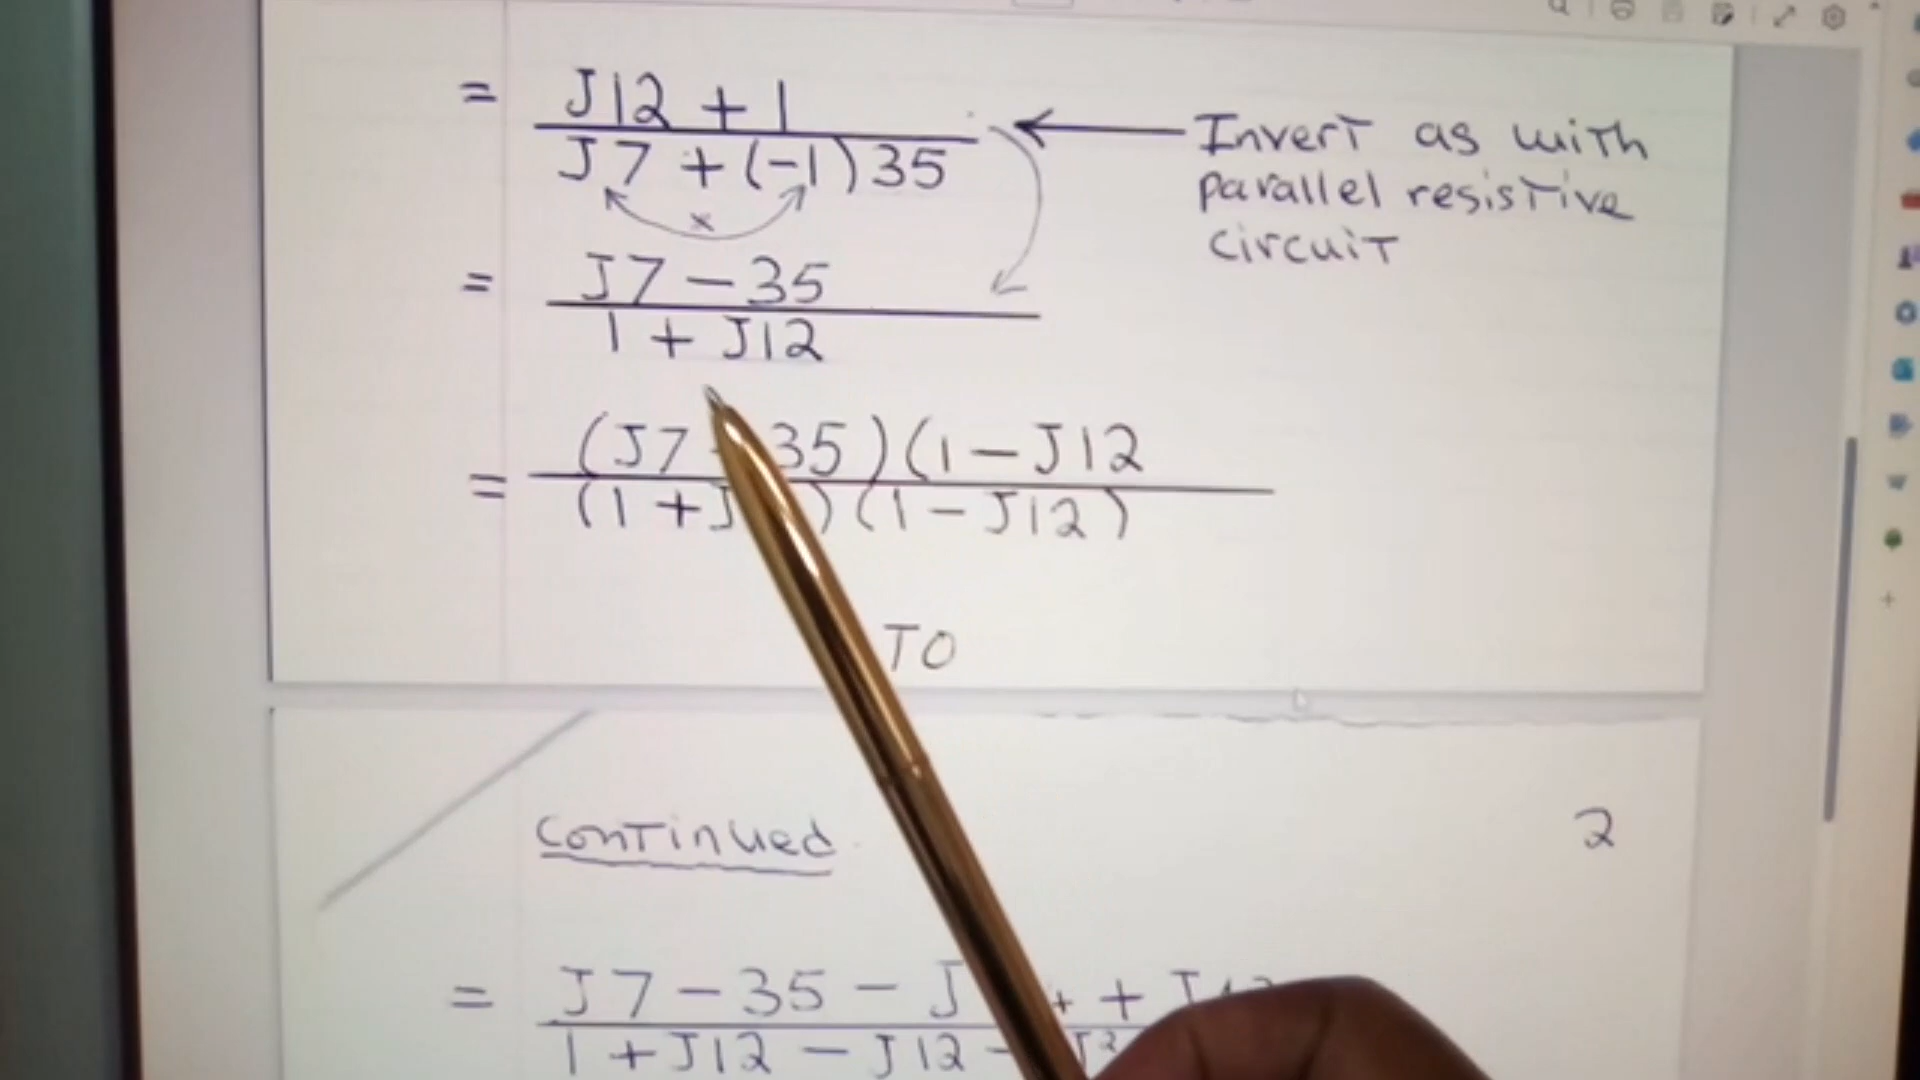 = J12 + 1
J7 + (-1)35
x
Invert as with
parallel resistive
circuit
= J7 - 35
1 + J12
= (J7 - 35)(1 - J12
(1 + J )(1 - J12)
TO
Continued
2
= J7 - 35 - J + J
1 + J12 - J12 - J²